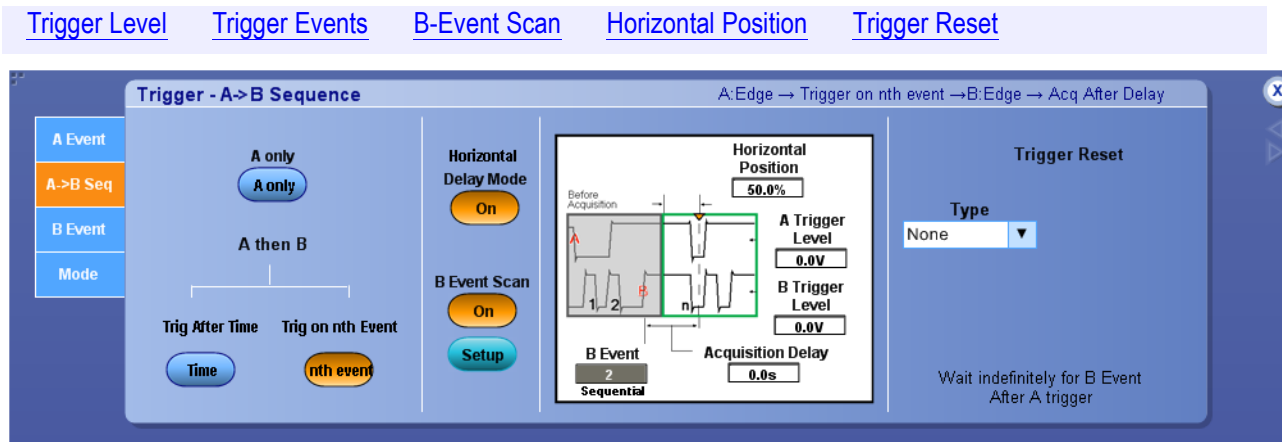 Trigger Level Trigger Events B-Event Scan Horizontal Position Trigger Reset
Trigger - A->B Sequence
A:Edge → Trigger on nth event →B:Edge → Acq After Delay
X
A Event
A->B Seq
B Event
Mode
A only
A only
A then B
Trig After Time
Time
Trig on nth Event
nth event
Horizontal
Delay Mode
On
B Event Scan
On
Setup
Before
Acquisition
Horizontal
Position
50.0%
A
1 2 B n
A Trigger
Level
0.0V
B Trigger
Level
0.0V
B Event
2
Sequential
Acquisition Delay
0.0s
Trigger Reset
Type
None
Wait indefinitely for B Event
After A trigger